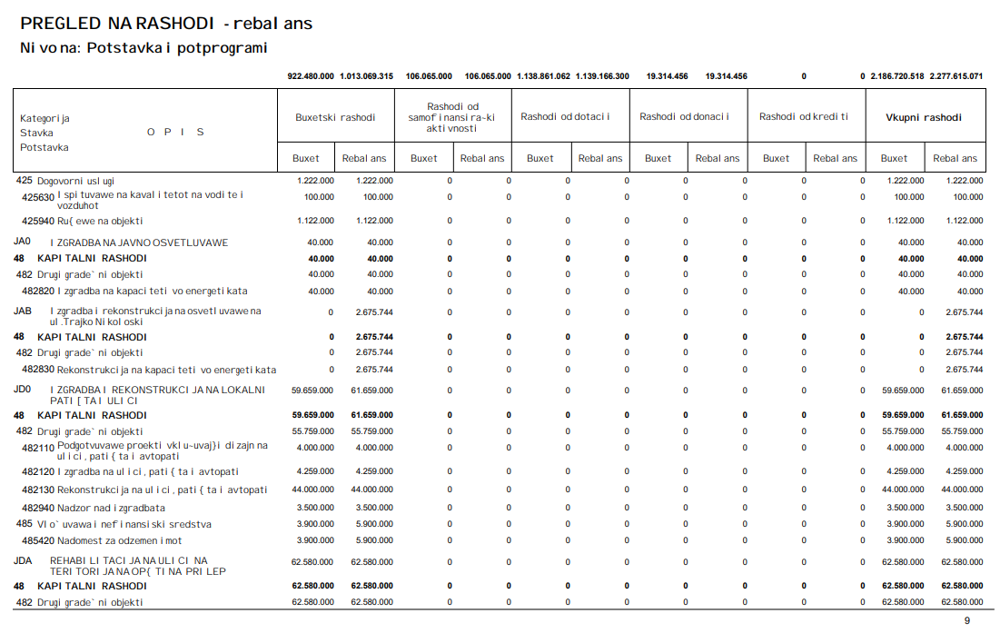 PREGLED NA RASHODI - rebalans
Nivo na: Potstavka i potprogrami
922.480.000 1.013.069.315 106.065.000 106.065.000 1.138.861.062 1.139.166.300 19.314.456 19.314.456 0 0 2.186.720.518 2.277.615.071
Kategorija
Stavka
Potstavka
O P I S
Buxetski rashodi
Rashodi od
samofinansira~ki
aktivnosti
Rashodi od dotacii
Rashodi od donacii
Rashodi od krediti
Vkupni rashodi
Buxet Rebalans Buxet Rebalans Buxet Rebalans Buxet Rebalans Buxet Rebalans Buxet Rebalans
425 Dogovorni uslugi 1.222.000 1.222.000 0 0 0 0 0 0 0 0 1.222.000 1.222.000
425630 Ispituvawe na kavalitetot na vodite i
vozduhot 100.000 100.000 0 0 0 0 0 0 0 0 100.000 100.000
425940 Ru{ewe na objekti 1.122.000 1.122.000 0 0 0 0 0 0 0 0 1.122.000 1.122.000
JA0 IZGRADBA NA JAVNO OSVETLUVAWE 40.000 40.000 0 0 0 0 0 0 0 0 40.000 40.000
48 KAPITALNI RASHODI 40.000 40.000 0 0 0 0 0 0 0 0 40.000 40.000
482 Drugi grade`ni objekti 40.000 40.000 0 0 0 0 0 0 0 0 40.000 40.000
482820 Izgradba na kapaciteti vo energetikata 40.000 40.000 0 0 0 0 0 0 0 0 40.000 40.000
JAB Izgradba i rekonstrukcija na osvetluvawe na
ul.Trajko Nikoloski 0 2.675.744 0 0 0 0 0 0 0 0 0 2.675.744
48 KAPITALNI RASHODI 0 2.675.744 0 0 0 0 0 0 0 0 0 2.675.744
482 Drugi grade`ni objekti 0 2.675.744 0 0 0 0 0 0 0 0 0 2.675.744
482830 Rekonstrukcija na kapaciteti vo energetikata 0 2.675.744 0 0 0 0 0 0 0 0 0 2.675.744
JD0 IZGRADBA I REKONSTRUKCIJA NA LOKALNI
PATI[TA I ULICI 59.659.000 61.659.000 0 0 0 0 0 0 0 0 59.659.000 61.659.000
48 KAPITALNI RASHODI 59.659.000 61.659.000 0 0 0 0 0 0 0 0 59.659.000 61.659.000
482 Drugi grade`ni objekti 55.759.000 55.759.000 0 0 0 0 0 0 0 0 55.759.000 55.759.000
482110 Podgotvuvawe proekti vklu~uvaj}i dizajn na
ulici, pati{ta i avtopati 4.000.000 4.000.000 0 0 0 0 0 0 0 0 4.000.000 4.000.000
482120 Izgradba na ulici, pati{ta i avtopati 4.259.000 4.259.000 0 0 0 0 0 0 0 0 4.259.000 4.259.000
482130 Rekonstrukcija na ulici, pati{ta i avtopati 44.000.000 44.000.000 0 0 0 0 0 0 0 0 44.000.000 44.000.000
482940 Nadzor nad izgradbata 3.500.000 3.500.000 0 0 0 0 0 0 0 0 3.500.000 3.500.000
485 Vlo`uvawa i nefinansiski sredstva 3.900.000 5.900.000 0 0 0 0 0 0 0 0 3.900.000 5.900.000
485420 Nadomest za odzemen imot 3.900.000 5.900.000 0 0 0 0 0 0 0 0 3.900.000 5.900.000
JDA REHABILITACIJA NA ULICI NA
TERITORIJA NA OP{TINA PRILEP 62.580.000 62.580.000 0 0 0 0 0 0 0 0 62.580.000 62.580.000
48 KAPITALNI RASHODI 62.580.000 62.580.000 0 0 0 0 0 0 0 0 62.580.000 62.580.000
482 Drugi grade`ni objekti 62.580.000 62.580.000 0 0 0 0 0 0 0 0 62.580.000 62.580.000
9